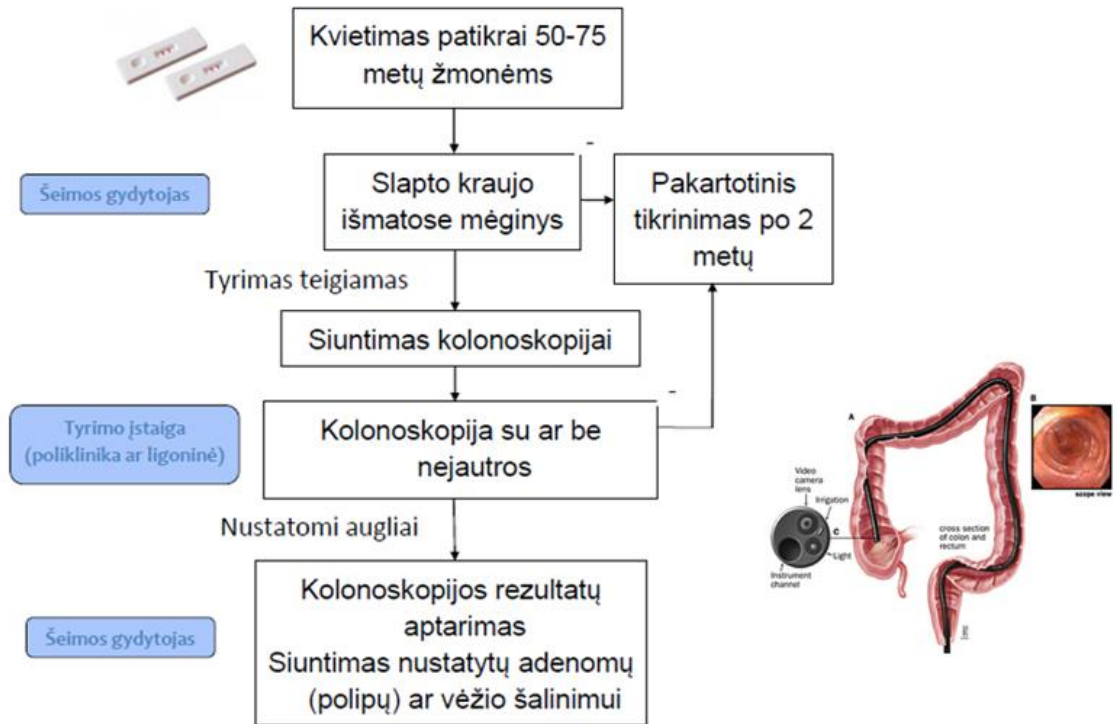 Kvietimas patikrai 50-75
metų žmonėms
-
Šeimos gydytojas
Slapto kraujo
išmatose mėginys
Pakartotinis
tikrinimas po 2
metų
Tyrimas teigiamas
Siuntimas kolonoskopijai
-
Tyrimo įstaiga
(poliklinika ar ligoninė)
Kolonoskopija su ar be
nejautros
Nustatomi augliai
Šeimos gydytojas
Kolonoskopijos rezultatų
aptarimas
Siuntimas nustatytų adenomų
(polipų) ar vėžio šalinimui
A
B
scope view
Video
camera
lens
Irrigation
C
Light
Instrument
channel
cross section
of colon and
rectum